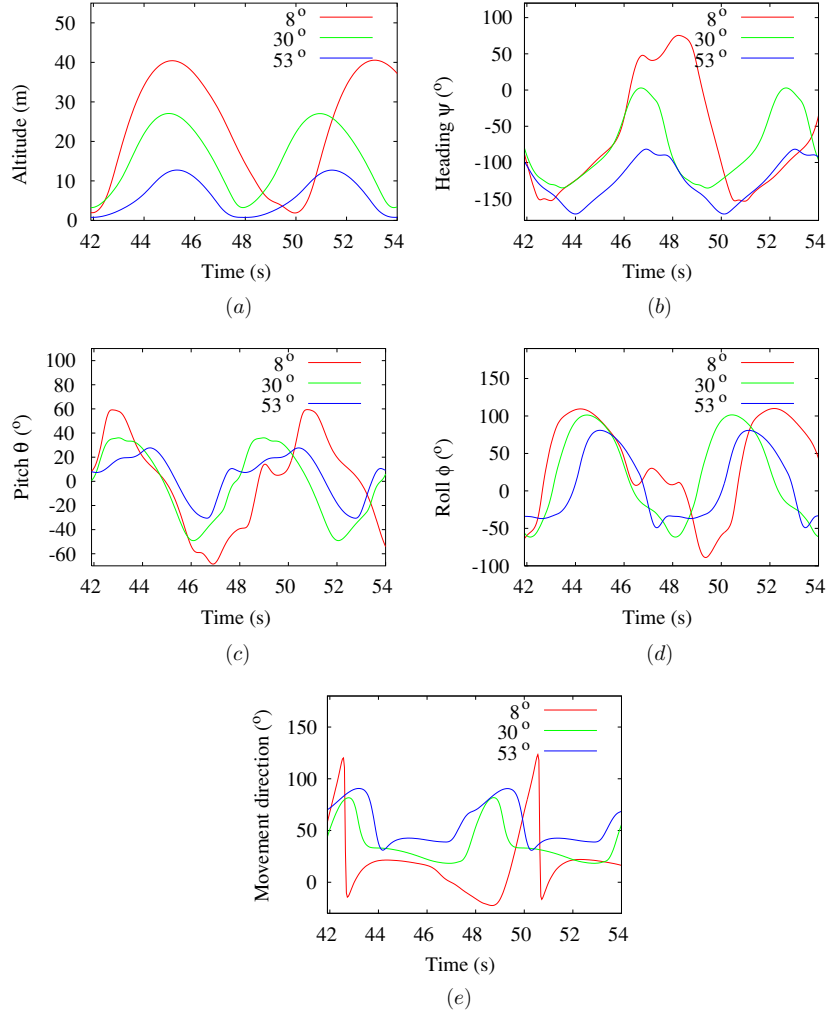 8 o
30 o
53 o
Altitude (m)
50
40
30
20
10
0
42 44 46 48 50 52 54
Time (s)
(a)
8 o
30 o
53 o
Heading ψ (o)
100
50
0
-50
-100
-150
42 44 46 48 50 52 54
Time (s)
(b)
8 o
30 o
53 o
Pitch θ (o)
100
80
60
40
20
0
-20
-40
-60
42 44 46 48 50 52 54
Time (s)
(c)
8 o
30 o
53 o
Roll ϕ (o)
150
100
50
0
-50
-100
42 44 46 48 50 52 54
Time (s)
(d)
8 o
30 o
53 o
Movement direction (o)
150
100
50
0
42 44 46 48 50 52 54
Time (s)
(e)